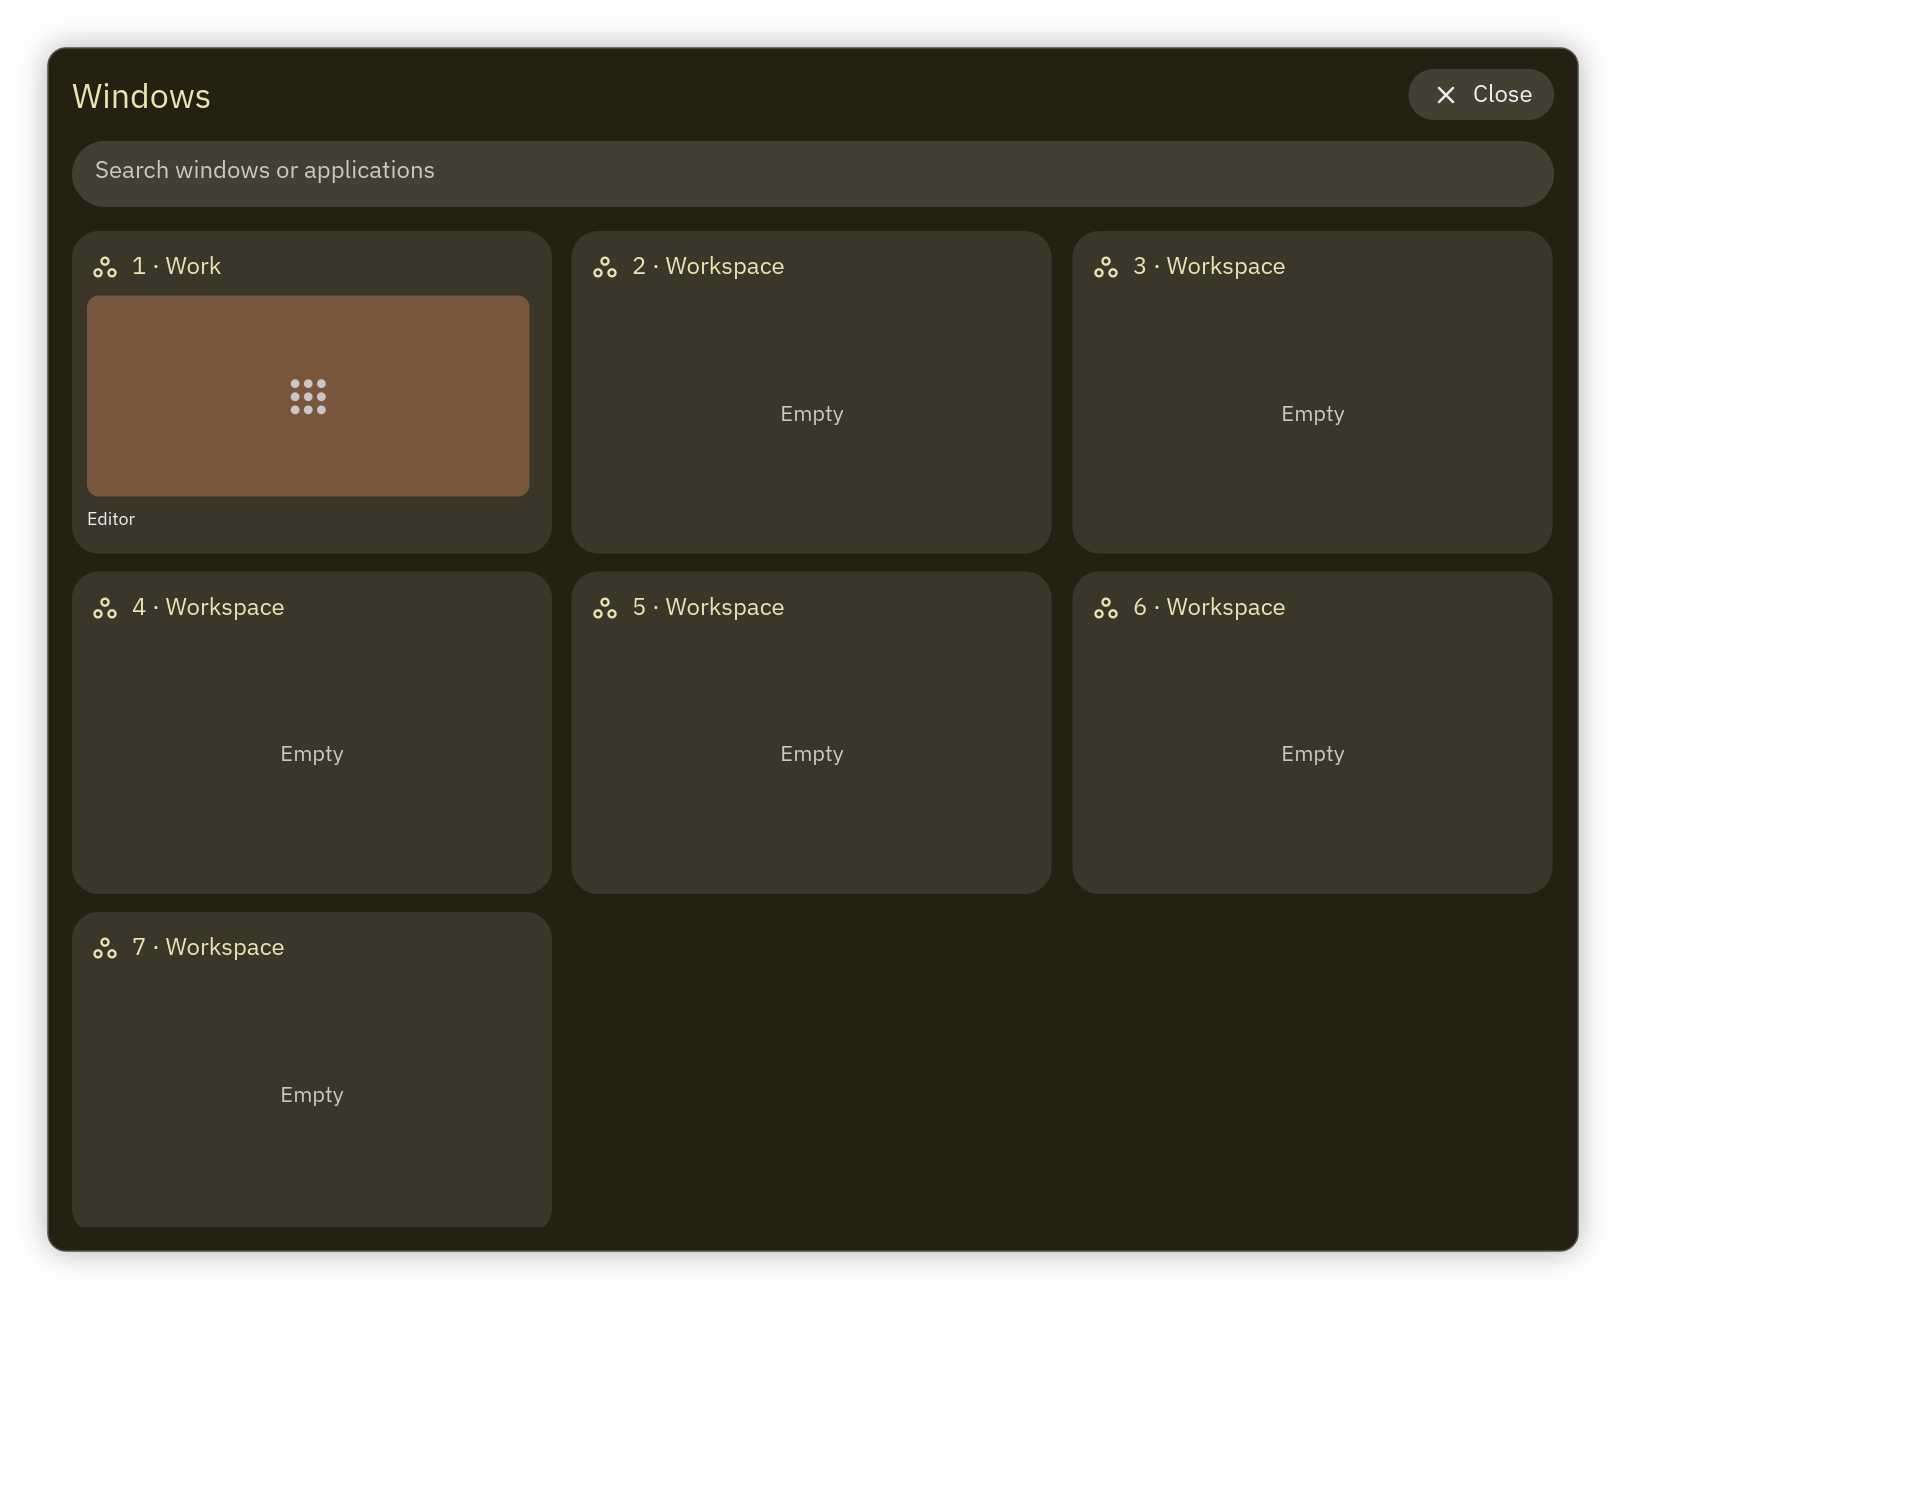 Windows
Close
Search windows or applications
1 · Work
2 · Workspace
3 · Workspace
Empty
Empty
Editor
4 · Workspace
5 · Workspace
6 · Workspace
Empty
Empty
Empty
7 · Workspace
Empty